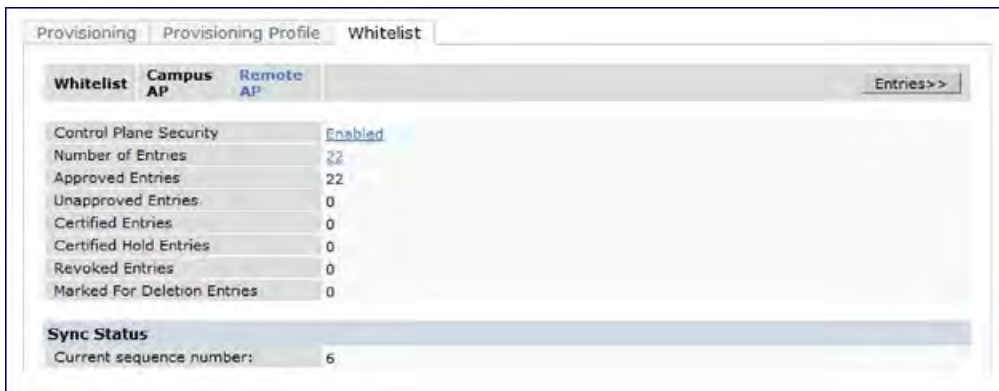 Provisioning Provisioning Profile Whitelist
Whitelist Campus AP Remote AP Entries>>
Control Plane Security Enabled
Number of Entries 22
Approved Entries 22
Unapproved Entries 0
Certified Entries 0
Certified Hold Entries 0
Revoked Entries 0
Marked For Deletion Entries 0
Sync Status
Current sequence number: 6